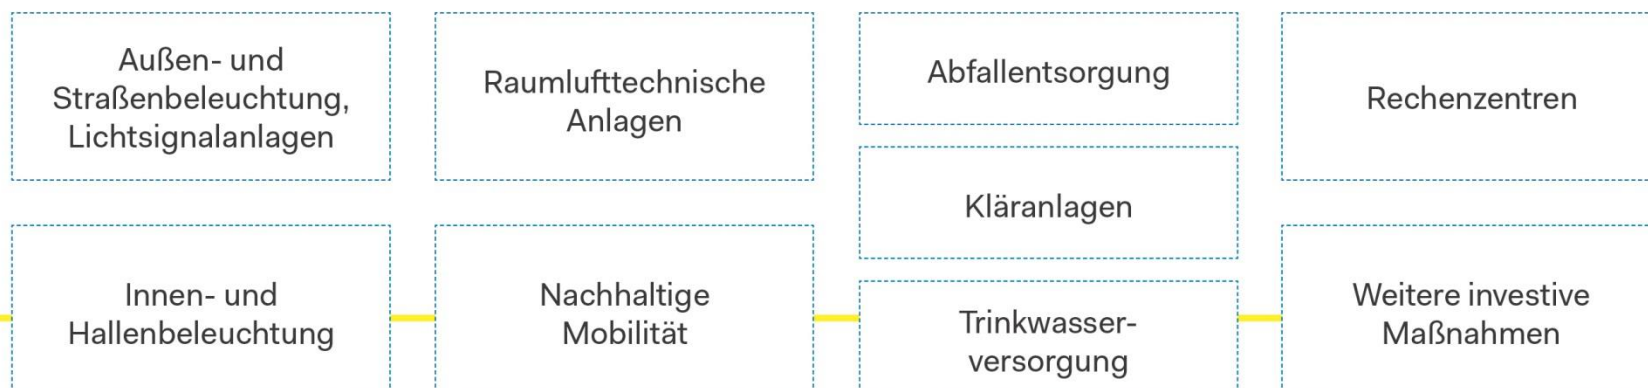 Außen- und
Straßenbeleuchtung,
Lichtsignalanlagen
Raumlufttechnische
Anlagen
Abfallentsorgung
Rechenzentren
Kläranlagen
Innen- und
Hallenbeleuchtung
Nachhaltige
Mobilität
Trinkwasser-
versorgung
Weitere investive
Maßnahmen